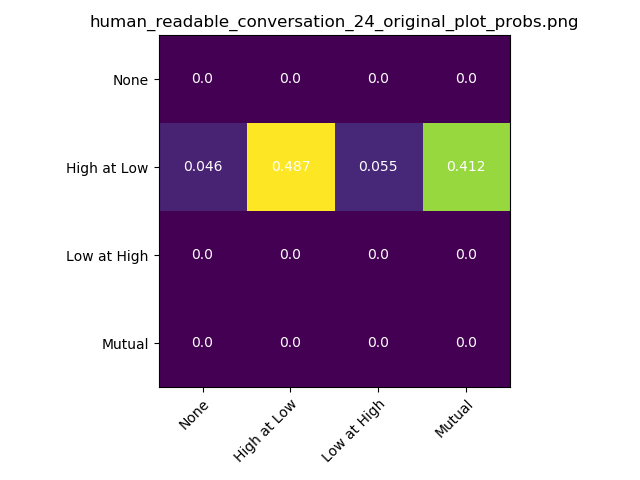 human_readable_conversation_24_original_plot_probs.png
None 0.0 0.0 0.0 0.0
High at Low 0.046 0.487 0.055 0.412
Low at High 0.0 0.0 0.0 0.0
Mutual 0.0 0.0 0.0 0.0
None High at Low Low at High Mutual